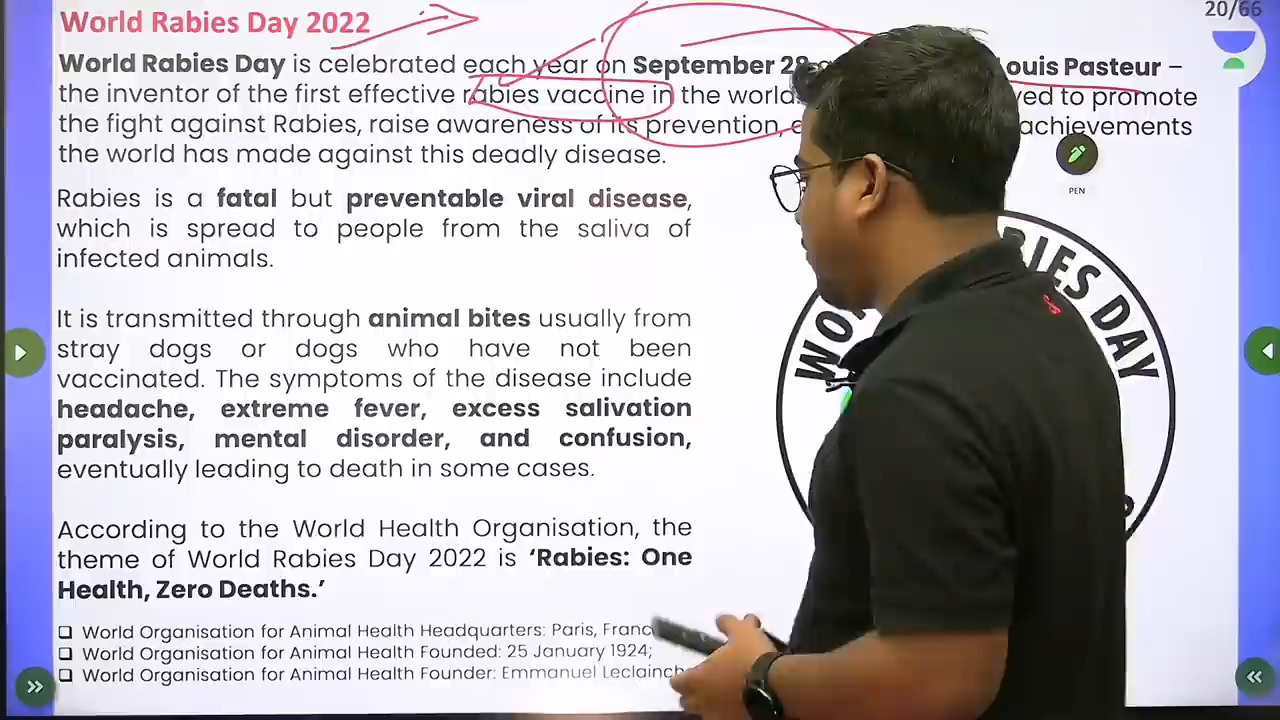 20/66
World Rabies Day 2022
World Rabies Day is celebrated each year on September 28 Louis Pasteur –
the inventor of the first effective rabies vaccine in the world. to promote
the fight against Rabies, raise awareness of its prevention, achievements
the world has made against this deadly disease.
PEN
Rabies is a fatal but preventable viral disease,
which is spread to people from the saliva of
infected animals.
It is transmitted through animal bites usually from
stray dogs or dogs who have not been
vaccinated. The symptoms of the disease include
headache, extreme fever, excess salivation
paralysis, mental disorder, and confusion,
eventually leading to death in some cases.
According to the World Health Organisation, the
theme of World Rabies Day 2022 is ‘Rabies: One
Health, Zero Deaths.’
World Organisation for Animal Health Headquarters: Paris,
World Organisation for Animal Health Founded: 25 January 1924;
World Organisation for Animal Health Founder: Emmanuel
DAY